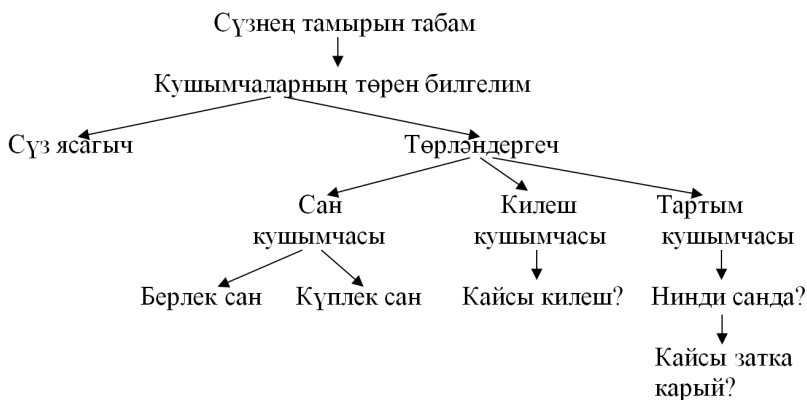 Сүзнең тамырын табам
Кушымчаларның төрен билгелим
Сүз ясагыч
Төрләндергеч
Сан
кушымчасы
Килеш
кушымчасы
Тартым
кушымчасы
Берлек сан
Күплек сан
Кайсы килеш?
Нинди санда?
Кайсы затка
карый?